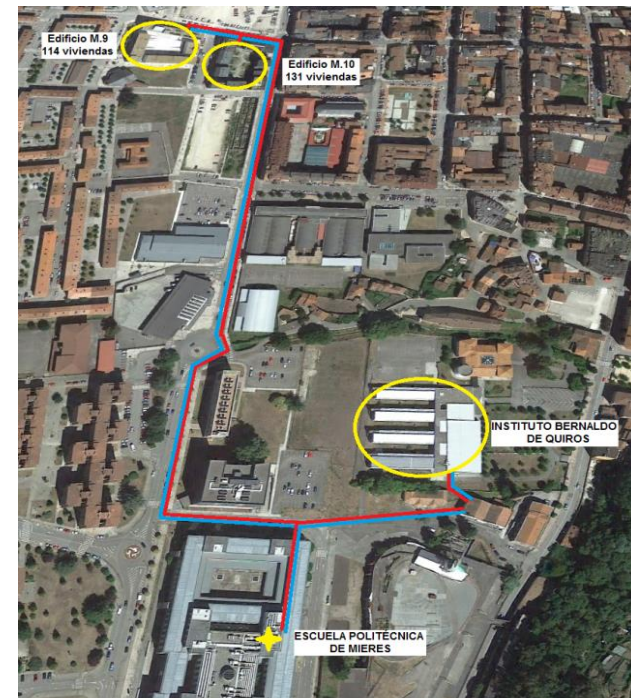 Edificio M.9
114 viviendas
Edificio M.10
131 viviendas
INSTITUTO BERNALDO
DE QUIROS
ESCUELA POLITÉCNICA
DE MIERES